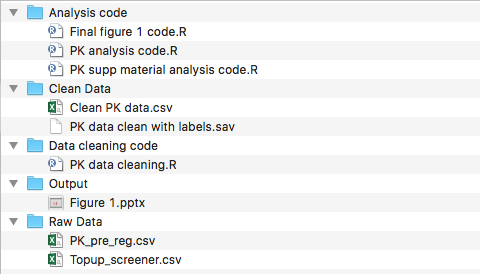 Analysis code
Final figure 1 code.R
PK analysis code.R
PK supp material analysis code.R
Clean Data
Clean PK data.csv
PK data clean with labels.sav
Data cleaning code
PK data cleaning.R
Output
Figure 1.pptx
Raw Data
PK_pre_reg.csv
Topup_screener.csv